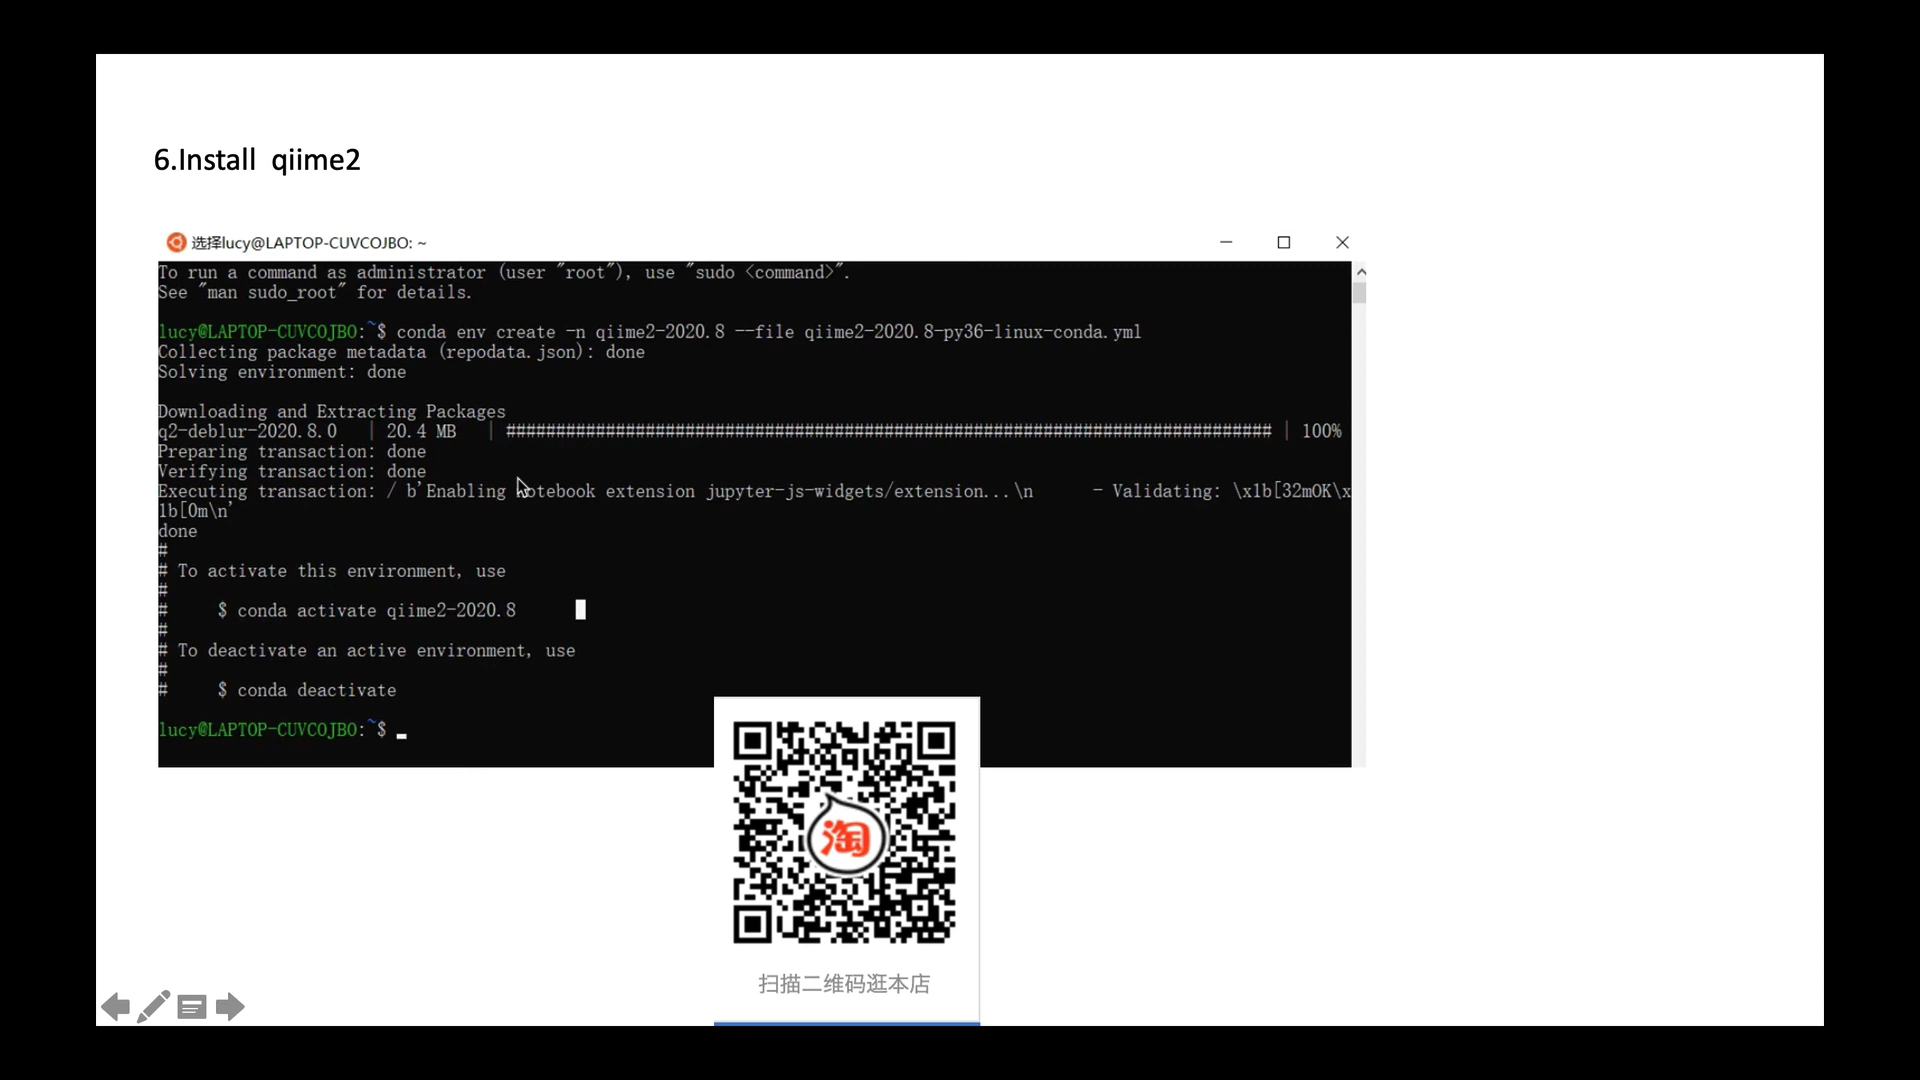 6.Install qiime2
选择lucy@LAPTOP-CUVCOJBO: ~
To run a command as administrator (user "root"), use "sudo <command>".
See "man sudo_root" for details.
lucy@LAPTOP-CUVCOJBO:~$ conda env create -n qiime2-2020.8 --file qiime2-2020.8-py36-linux-conda.yml
Collecting package metadata (repodata.json): done
Solving environment: done
Downloading and Extracting Packages
q2-deblur-2020.8.0   | 20.4 MB   | ############################################################################# | 100%
Preparing transaction: done
Verifying transaction: done
Executing transaction: / b'Enabling notebook extension jupyter-js-widgets/extension...\n      - Validating: \x1b[32mOK\x
1b[0m\n'
done
#
# To activate this environment, use
#
#     $ conda activate qiime2-2020.8
#
# To deactivate an active environment, use
#
#     $ conda deactivate
lucy@LAPTOP-CUVCOJBO:~$
淘
扫描二维码逛本店